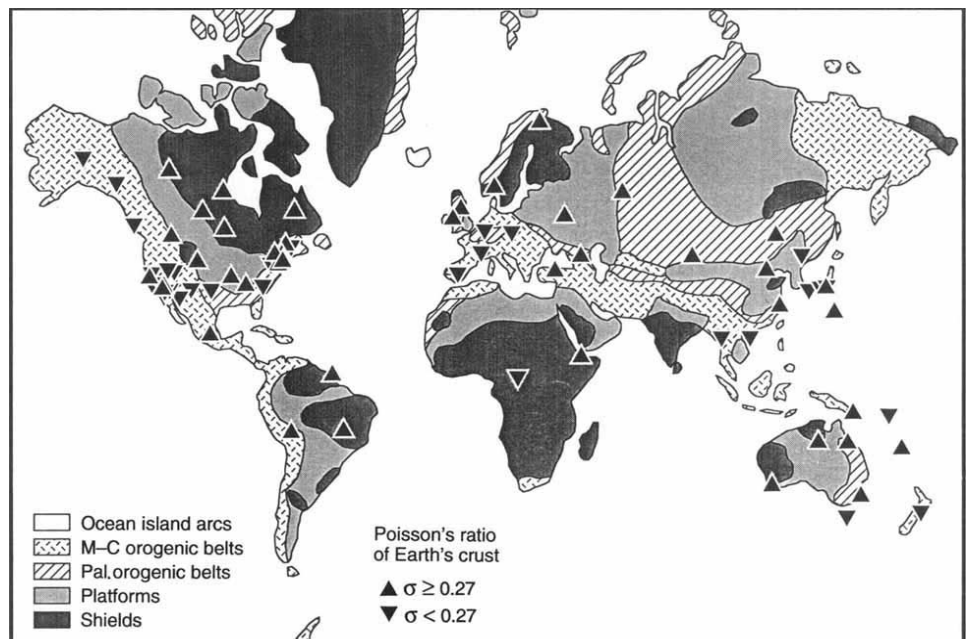 Ocean island arcs
M–C orogenic belts
Pal. orogenic belts
Platforms
Shields
Poisson's ratio
of Earth's crust
▲ σ ≥ 0.27
▼ σ < 0.27